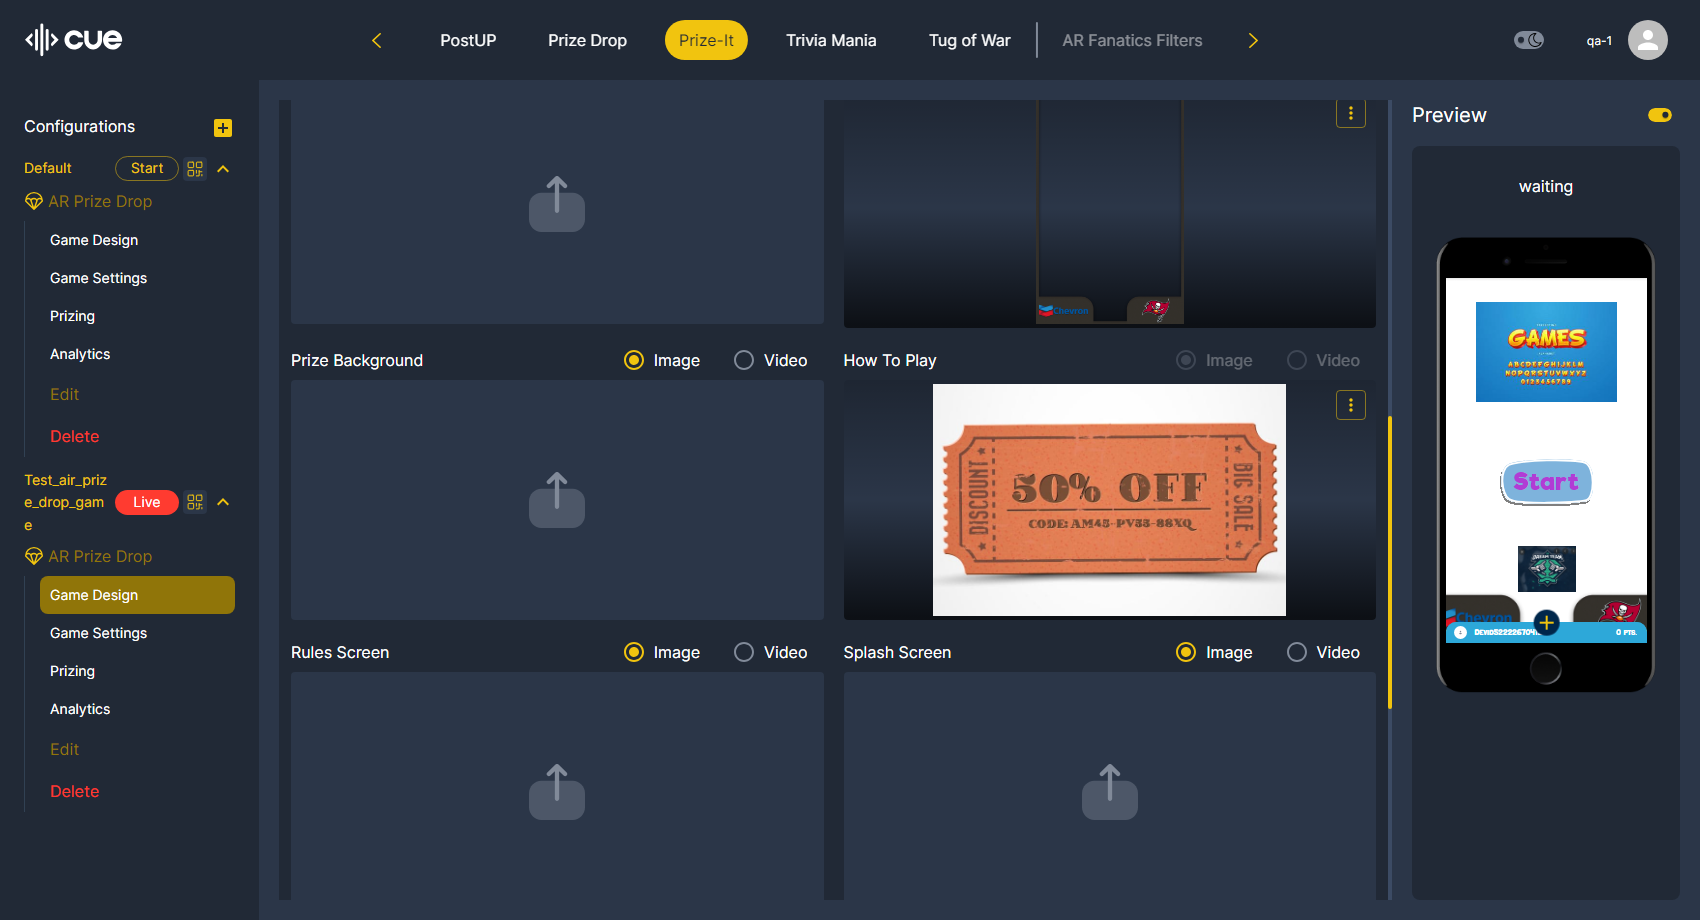 cue
PostUP
Prize Drop
Prize-It
Trivia Mania
Tug of War
AR Fanatics Filters
qa-1
Configurations
Default
Start
AR Prize Drop
Game Design
Game Settings
Prizing
Analytics
Edit
Delete
Test_air_priz
e_drop_gam
e
Live
AR Prize Drop
Game Design
Game Settings
Prizing
Analytics
Edit
Delete
Chevron
Prize Background
Image
Video
How To Play
Image
Video
DISCOUNT
50% OFF
CODE: AM45-PV55-88XQ
BIG SALE
Rules Screen
Image
Video
Splash Screen
Image
Video
Preview
waiting
GAMES
ABCDEFGHIJKLM
NOPQRSTUVWXYZ
0123456789
Start
Chevron
0 PTS.